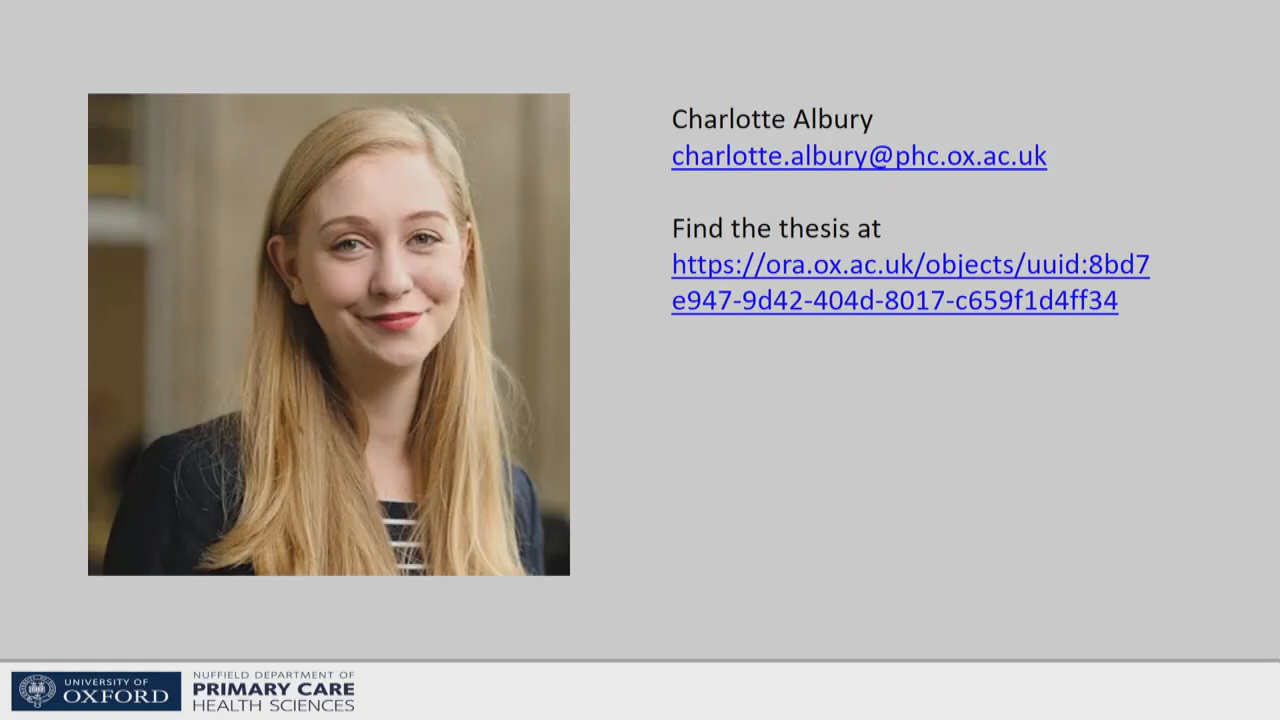 Charlotte Albury
charlotte.albury@phc.ox.ac.uk
Find the thesis at
https://ora.ox.ac.uk/objects/uuid:8bd7
e947-9d42-404d-8017-c659f1d4ff34
UNIVERSITY OF
OXFORD
NUFFIELD DEPARTMENT OF
PRIMARY CARE
HEALTH SCIENCES